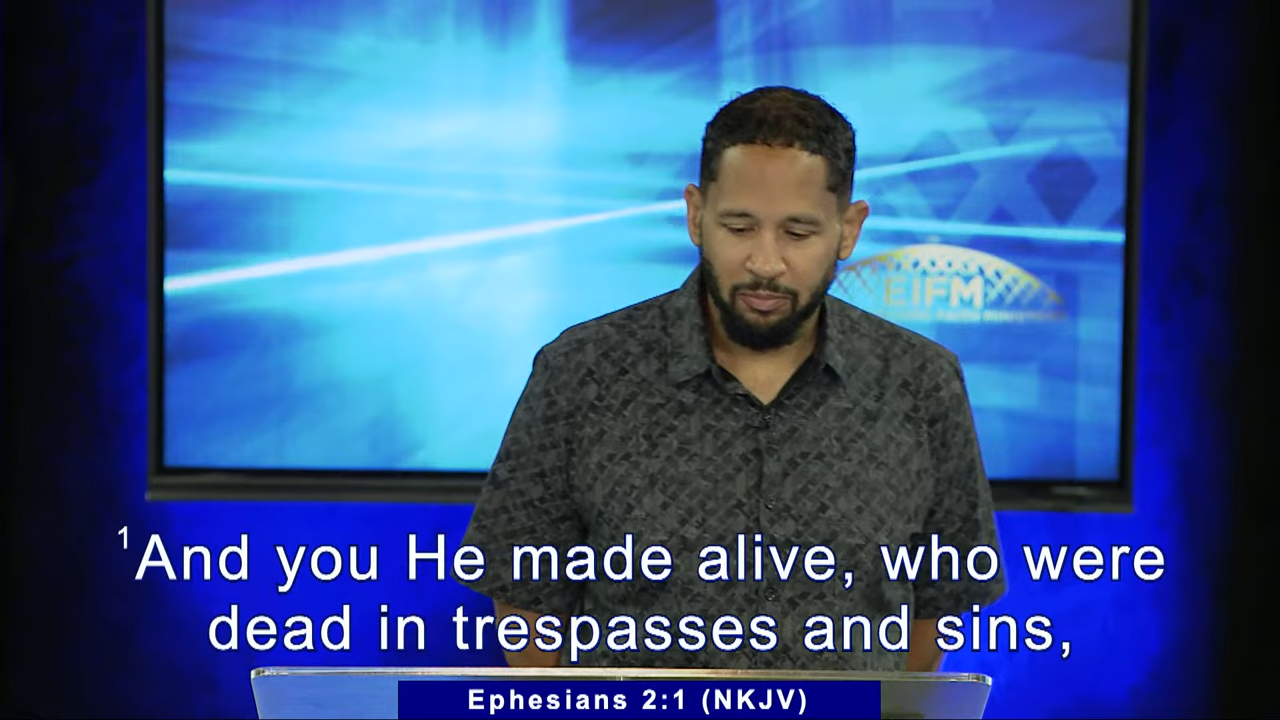 EIFM
¹And you He made alive, who were
dead in trespasses and sins,
Ephesians 2:1 (NKJV)